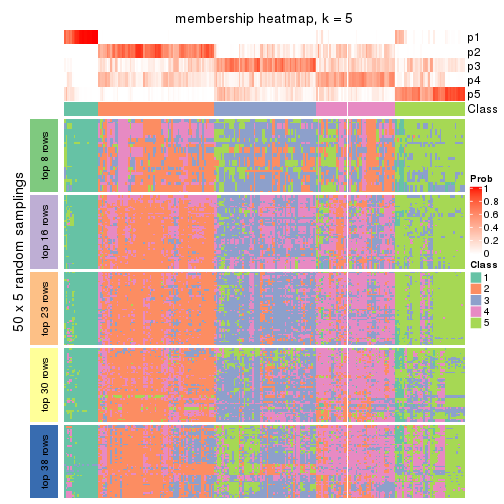 membership heatmap, k = 5
p1
p2
p3
p4
p5
Class
50 x 5 random samplings
top 8 rows
top 16 rows
top 23 rows
top 30 rows
top 38 rows
Prob
1
0.8
0.6
0.4
0.2
0
Class
1
2
3
4
5